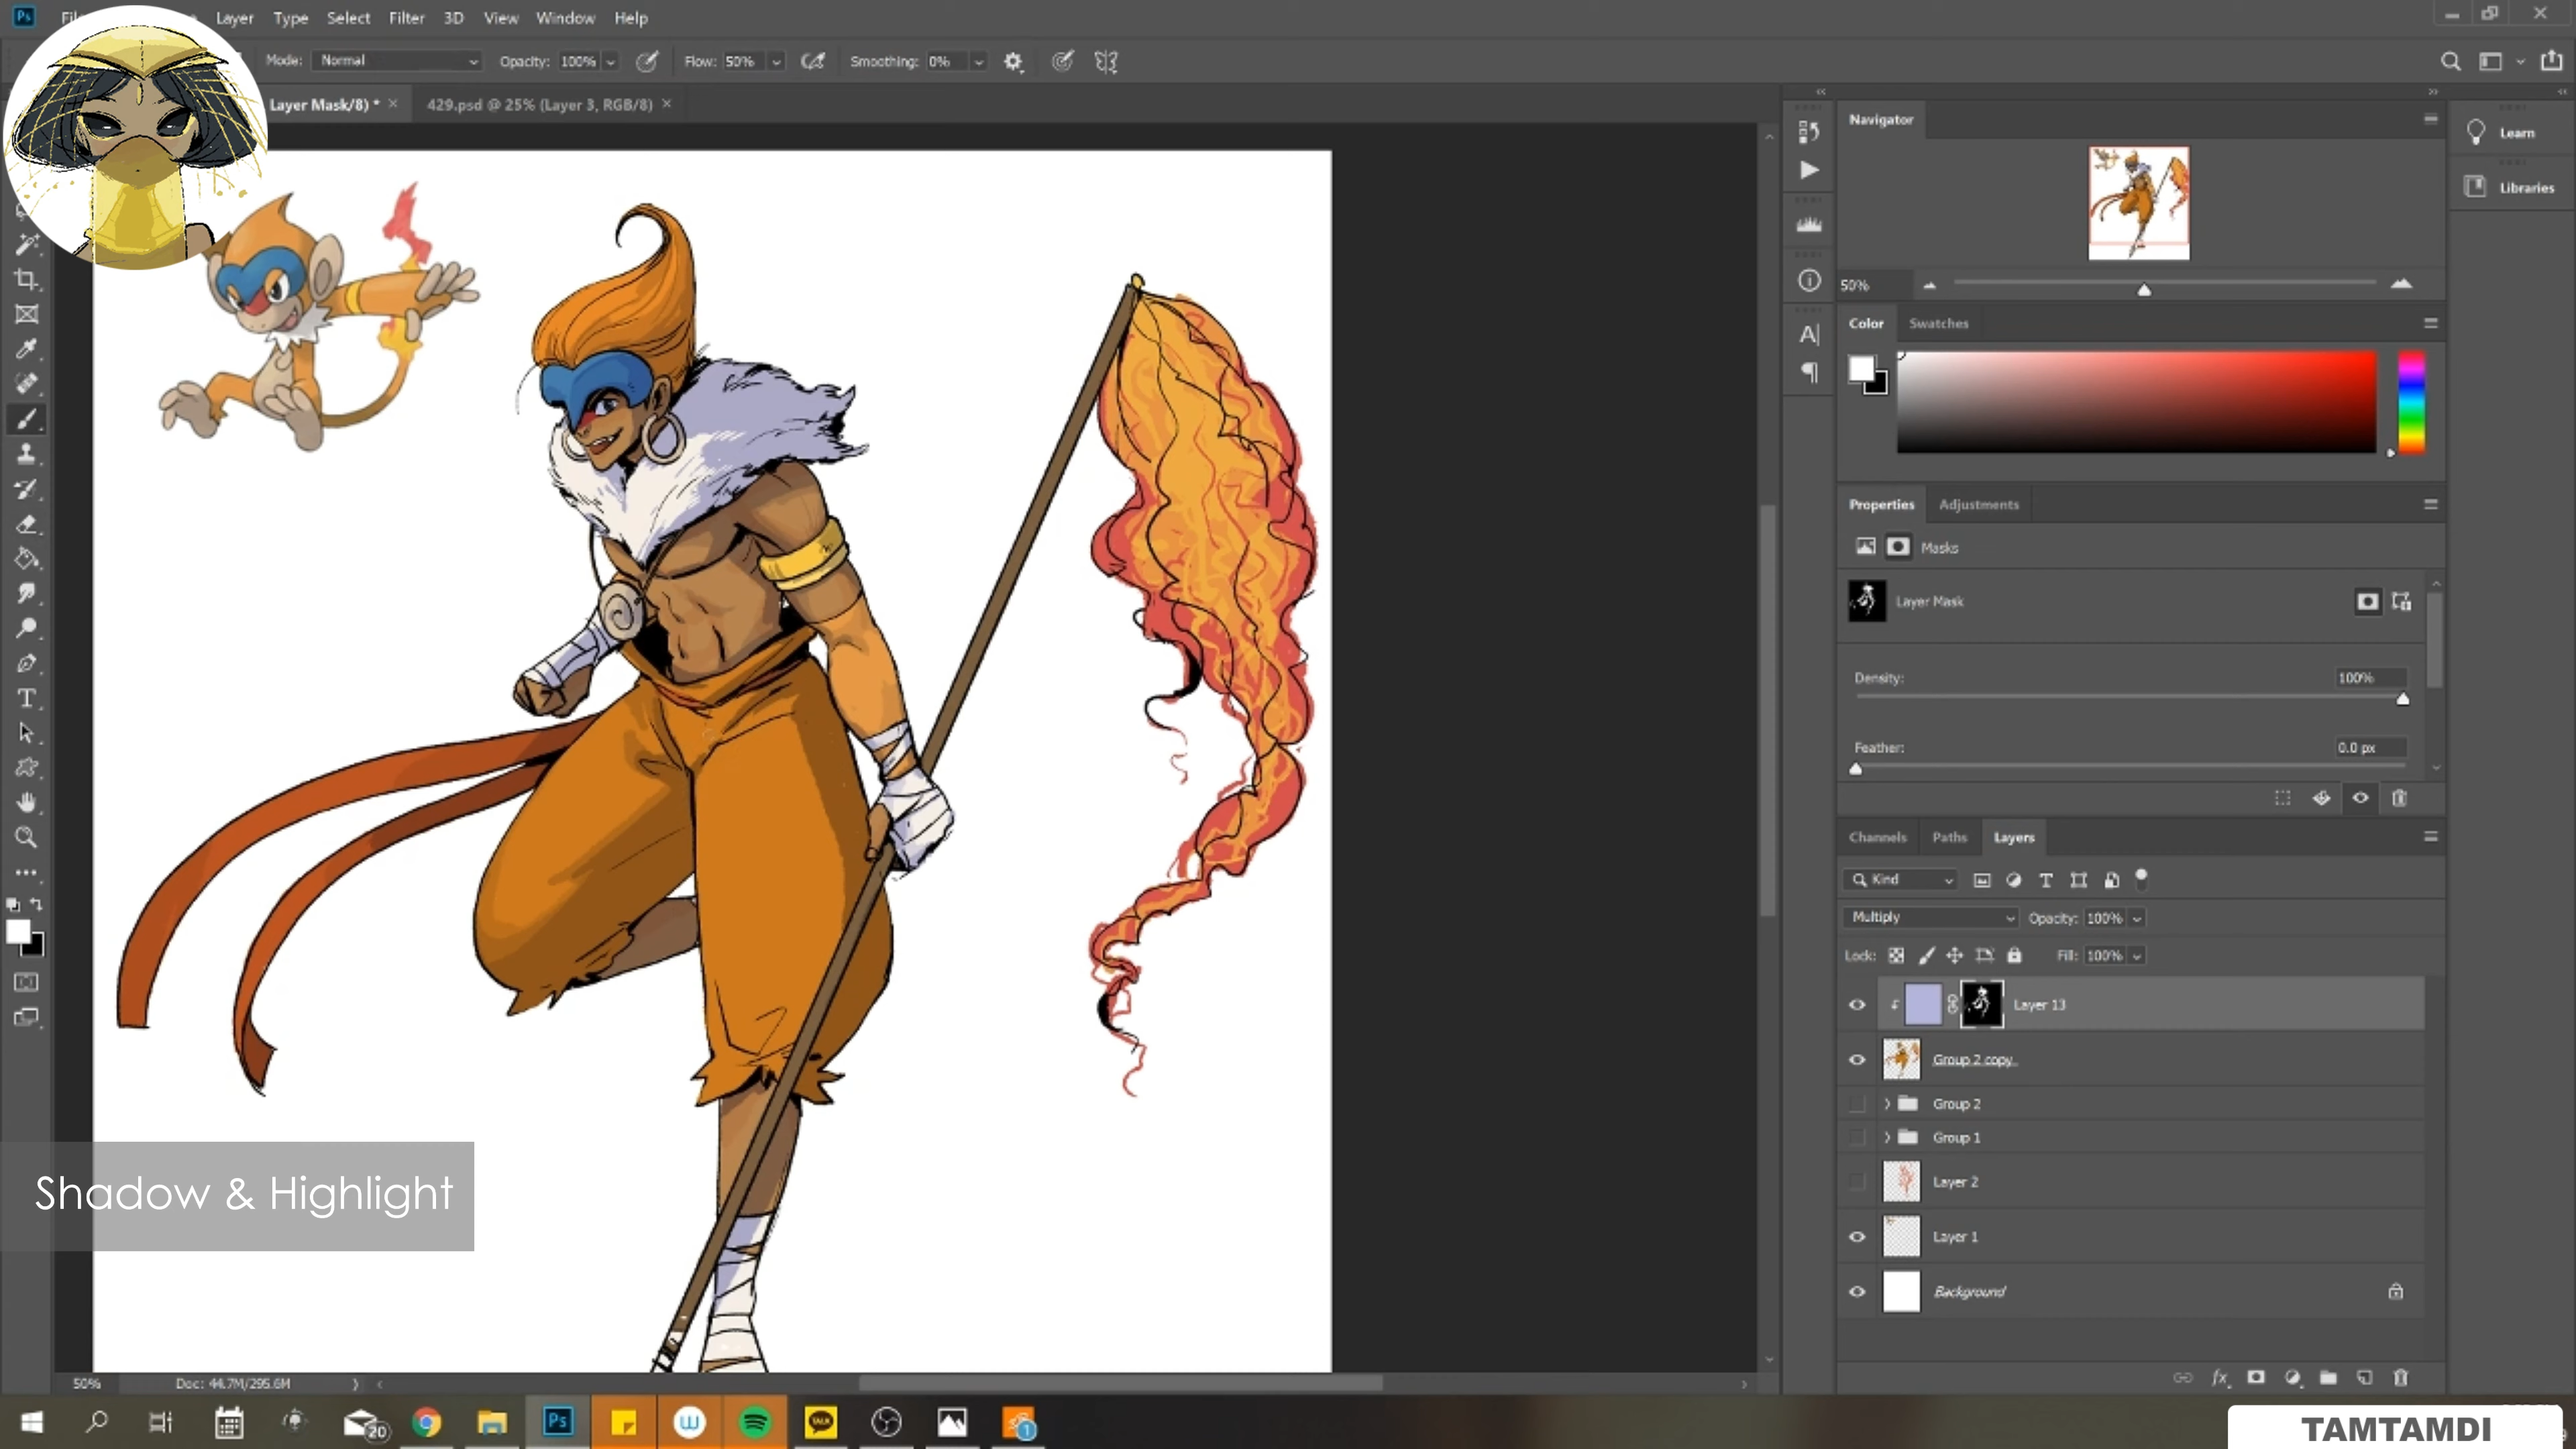 Layer Type Select Filter 3D View Window Help
Mode: Normal Opacity: 100% Flow: 50% Smoothing: 0%
Layer Mask/8) * × 429.psd @ 25% (Layer 3, RGB/8) ×
Navigator
Learn
Libraries
50%
Color Swatches
Properties Adjustments
Masks
Layer Mask
Density: 100%
Feather: 0.0 px
Channels Paths Layers
Kind
Multiply Opacity: 100%
Lock: Fill: 100%
Layer 13
Group 2 copy
Group 2
Group 1
Layer 2
Layer 1
Background
Shadow & Highlight
50% Doc: 44.7M/295.6M
20
Ps
TALK
1
TAMTAMDI